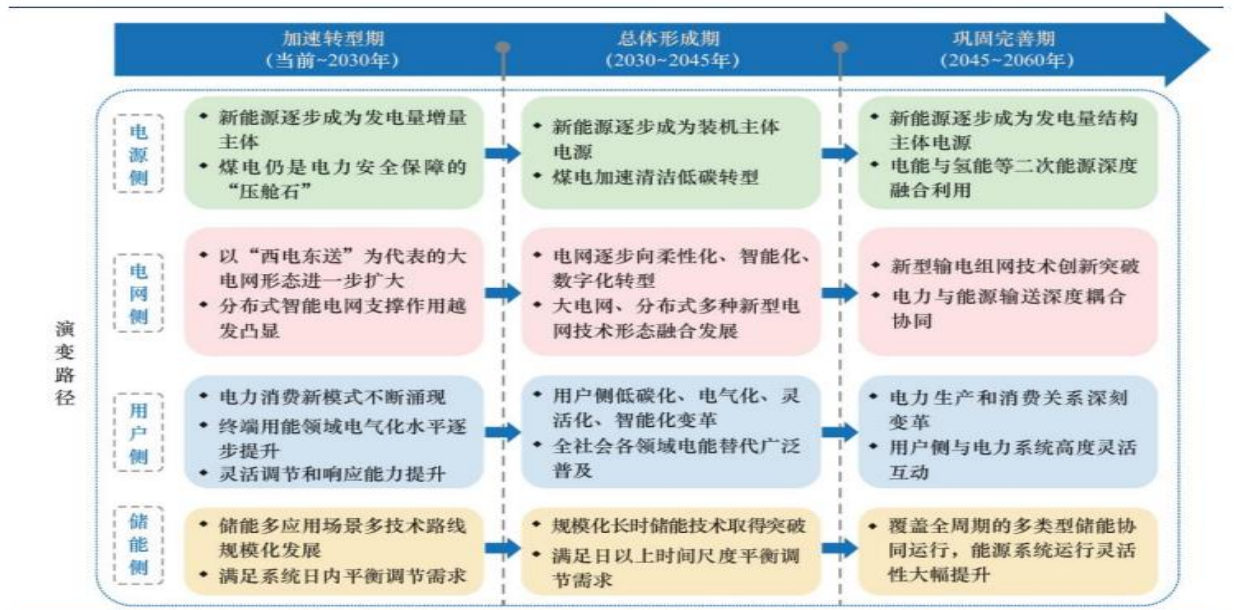 加速转型期
(当前~2030年)
总体形成期
(2030~2045年)
巩固完善期
(2045~2060年)
演变路径
电源侧
◆ 新能源逐步成为发电量增量
主体
◆ 煤电仍是电力安全保障的
“压舱石”
◆ 新能源逐步成为装机主体
电源
◆ 煤电加速清洁低碳转型
◆ 新能源逐步成为发电量结构
主体电源
◆ 电能与氢能等二次能源深度
融合利用
电网侧
◆ 以“西电东送”为代表的大
电网形态进一步扩大
◆ 分布式智能电网支撑作用越
发凸显
◆ 电网逐步向柔性化、智能化、
数字化转型
◆ 大电网、分布式多种新型电
网技术形态融合发展
◆ 新型输电组网技术创新突破
◆ 电力与能源输送深度耦合
协同
用户侧
◆ 电力消费新模式不断涌现
◆ 终端用能领域电气化水平逐
步提升
◆ 灵活调节和响应能力提升
◆ 用户侧低碳化、电气化、灵
活化、智能化变革
◆ 全社会各领域电能替代广泛
普及
◆ 电力生产和消费关系深刻
变革
◆ 用户侧与电力系统高度灵活
互动
储能侧
◆ 储能多应用场景多技术路线
规模化发展
◆ 满足系统日内平衡调节需求
◆ 规模化长时储能技术取得突破
◆ 满足日以上时间尺度平衡调
节需求
◆ 覆盖全周期的多类型储能协
同运行，能源系统运行灵活
性大幅提升